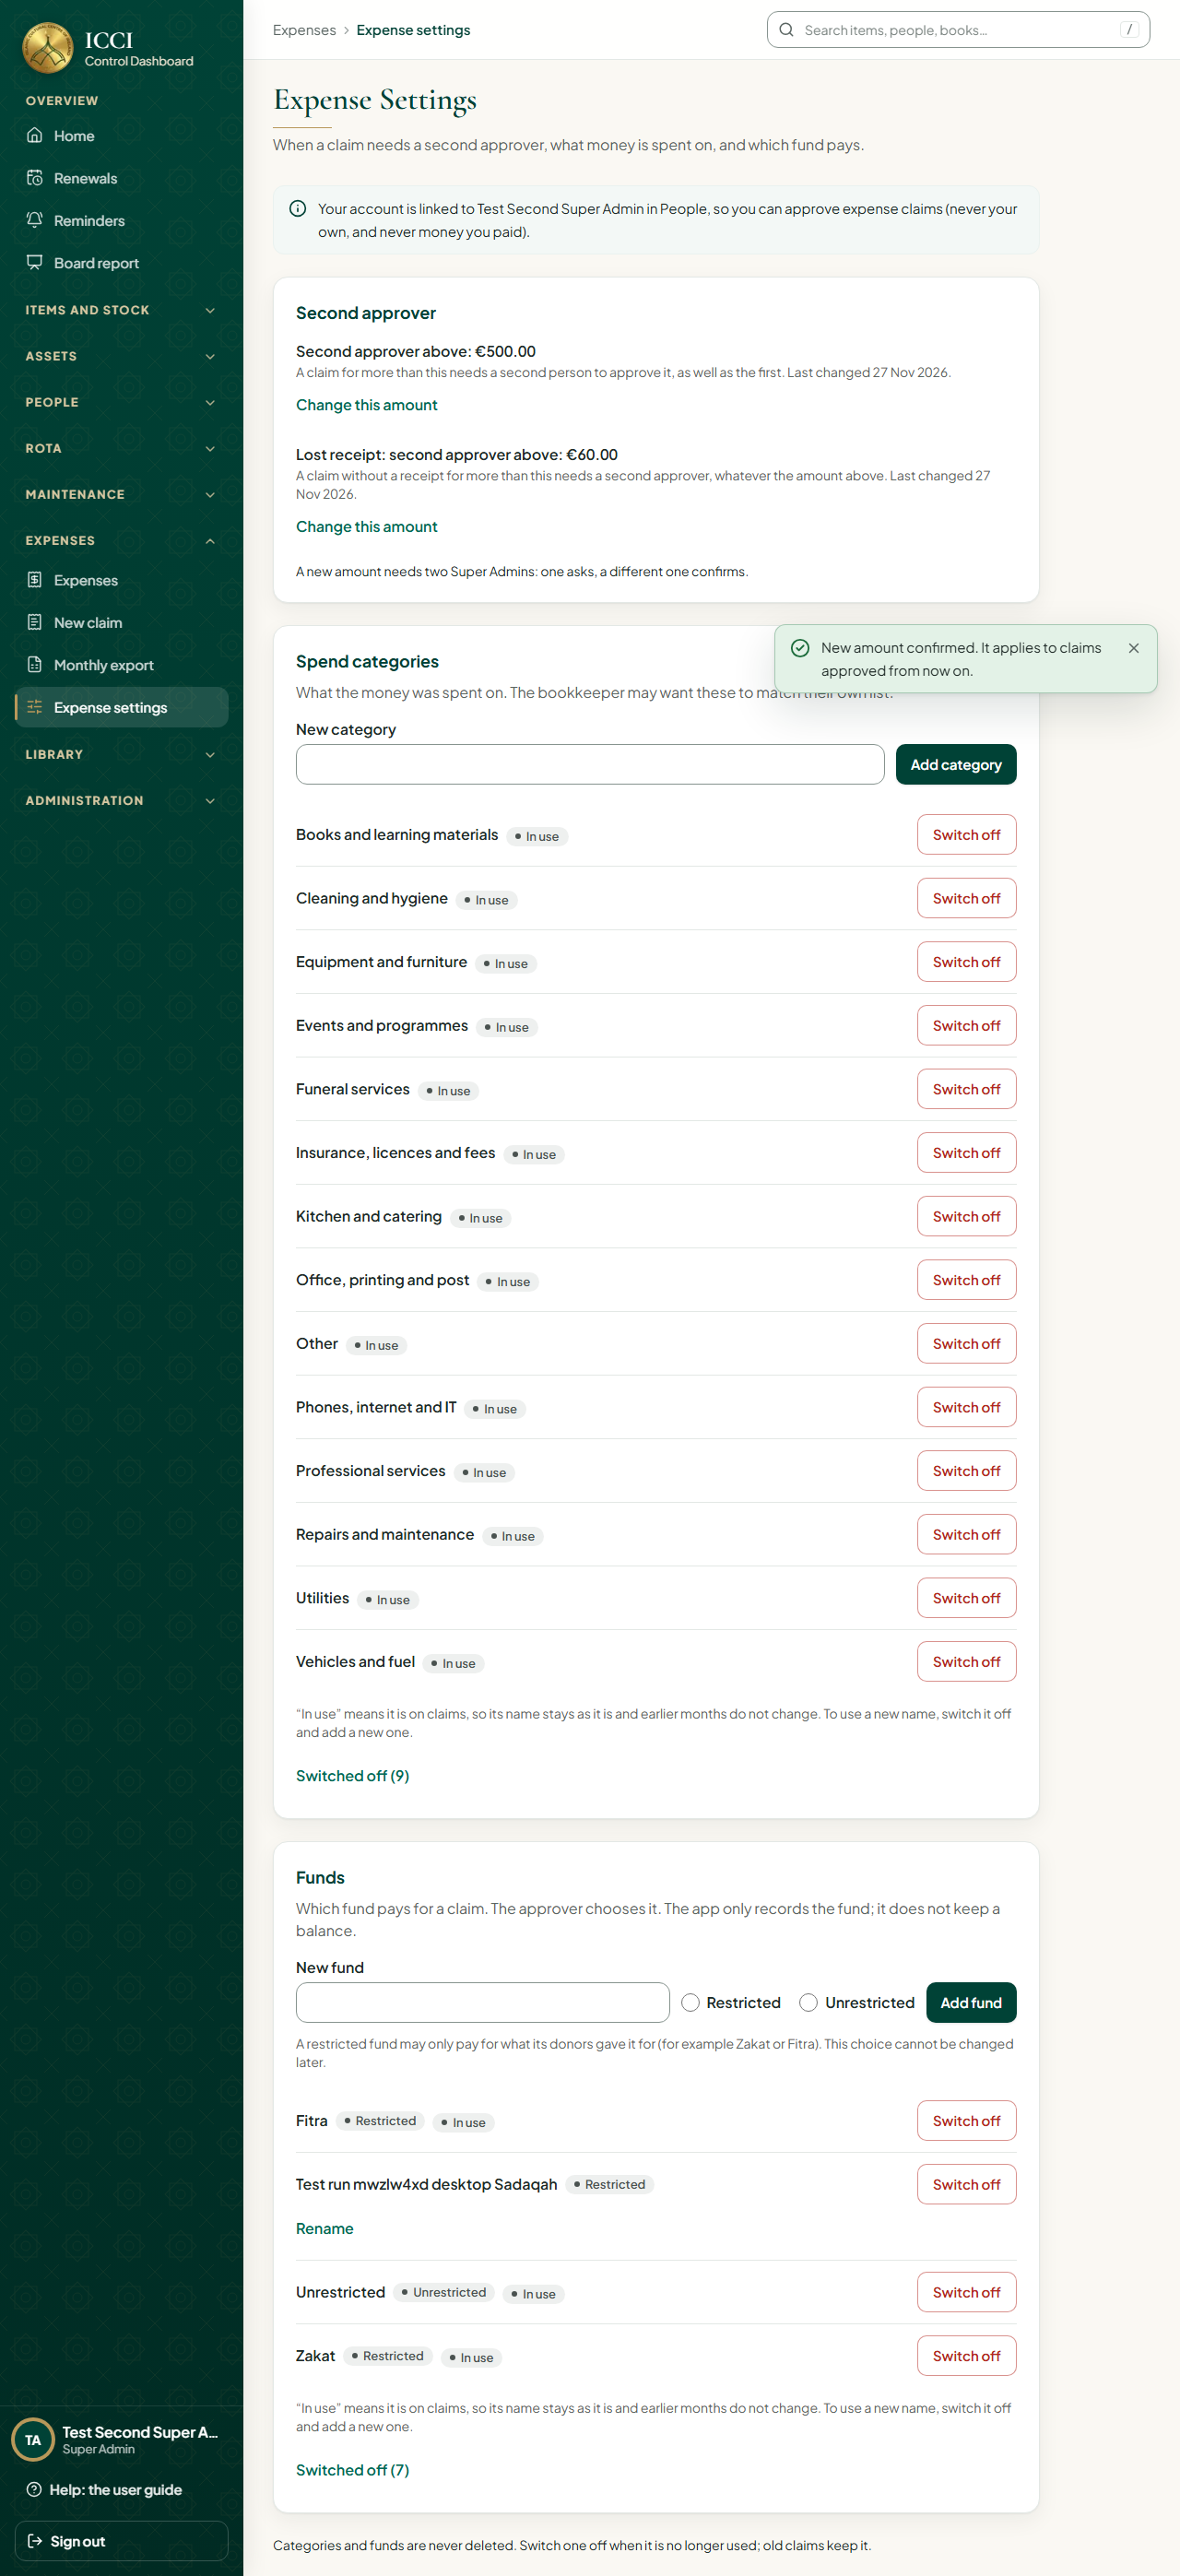 ICCI
Control Dashboard
OVERVIEW
Home
Renewals
Reminders
Board report
ITEMS AND STOCK
ASSETS
PEOPLE
ROTA
MAINTENANCE
EXPENSES
Expenses
New claim
Monthly export
Expense settings
LIBRARY
ADMINISTRATION
TA
Test Second Super A...
Super Admin
Help: the user guide
Sign out
Expenses > Expense settings
Search items, people, books... /
Expense Settings
When a claim needs a second approver, what money is spent on, and which fund pays.
Your account is linked to Test Second Super Admin in People, so you can approve expense claims (never your
own, and never money you paid).
Second approver
Second approver above: €500.00
A claim for more than this needs a second person to approve it, as well as the first. Last changed 27 Nov 2026.
Change this amount
Lost receipt: second approver above: €60.00
A claim without a receipt for more than this needs a second approver, whatever the amount above. Last changed 27
Nov 2026.
Change this amount
A new amount needs two Super Admins: one asks, a different one confirms.
New amount confirmed. It applies to claims
approved from now on.
Spend categories
What the money was spent on. The bookkeeper may want these to match their own list.
New category
Add category
Books and learning materials In use Switch off
Cleaning and hygiene In use Switch off
Equipment and furniture In use Switch off
Events and programmes In use Switch off
Funeral services In use Switch off
Insurance, licences and fees In use Switch off
Kitchen and catering In use Switch off
Office, printing and post In use Switch off
Other In use Switch off
Phones, internet and IT In use Switch off
Professional services In use Switch off
Repairs and maintenance In use Switch off
Utilities In use Switch off
Vehicles and fuel In use Switch off
“In use” means it is on claims, so its name stays as it is and earlier months do not change. To use a new name, switch it off
and add a new one.
Switched off (9)
Funds
Which fund pays for a claim. The approver chooses it. The app only records the fund; it does not keep a
balance.
New fund
Restricted Unrestricted Add fund
A restricted fund may only pay for what its donors gave it for (for example Zakat or Fitra). This choice cannot be changed
later.
Fitra Restricted In use Switch off
Test run mwzlw4xd desktop Sadaqah Restricted Switch off
Rename
Unrestricted Unrestricted In use Switch off
Zakat Restricted In use Switch off
“In use” means it is on claims, so its name stays as it is and earlier months do not change. To use a new name, switch it off
and add a new one.
Switched off (7)
Categories and funds are never deleted. Switch one off when it is no longer used; old claims keep it.